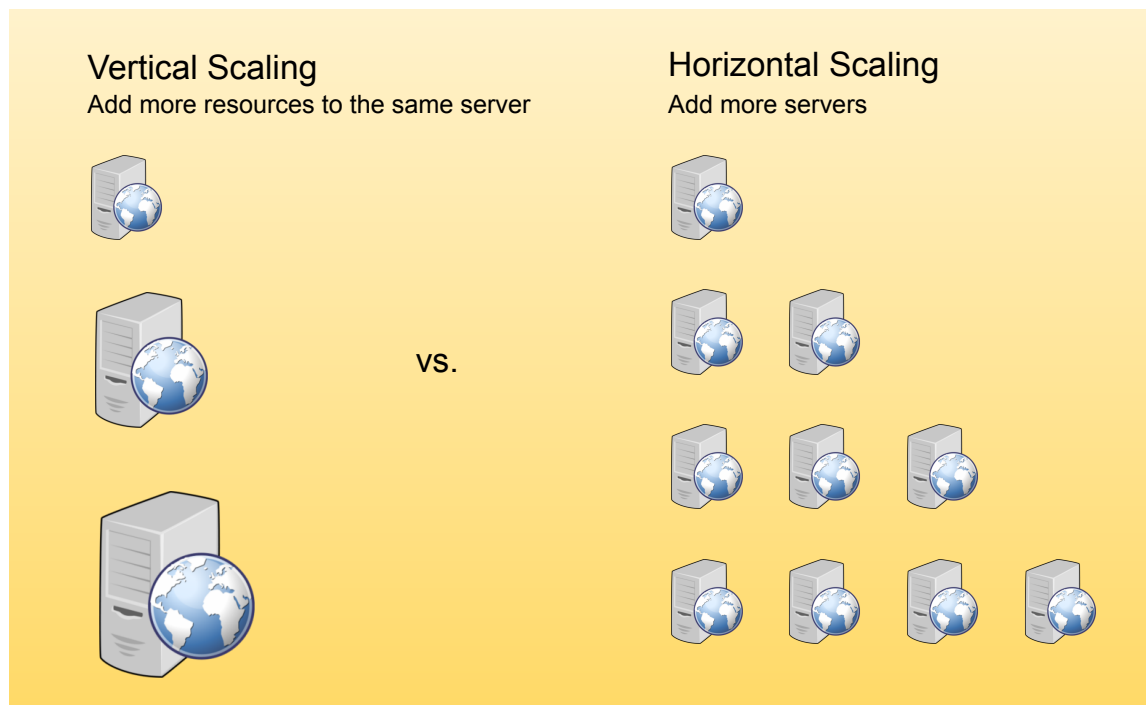 Vertical Scaling
Add more resources to the same server
Horizontal Scaling
Add more servers
vs.